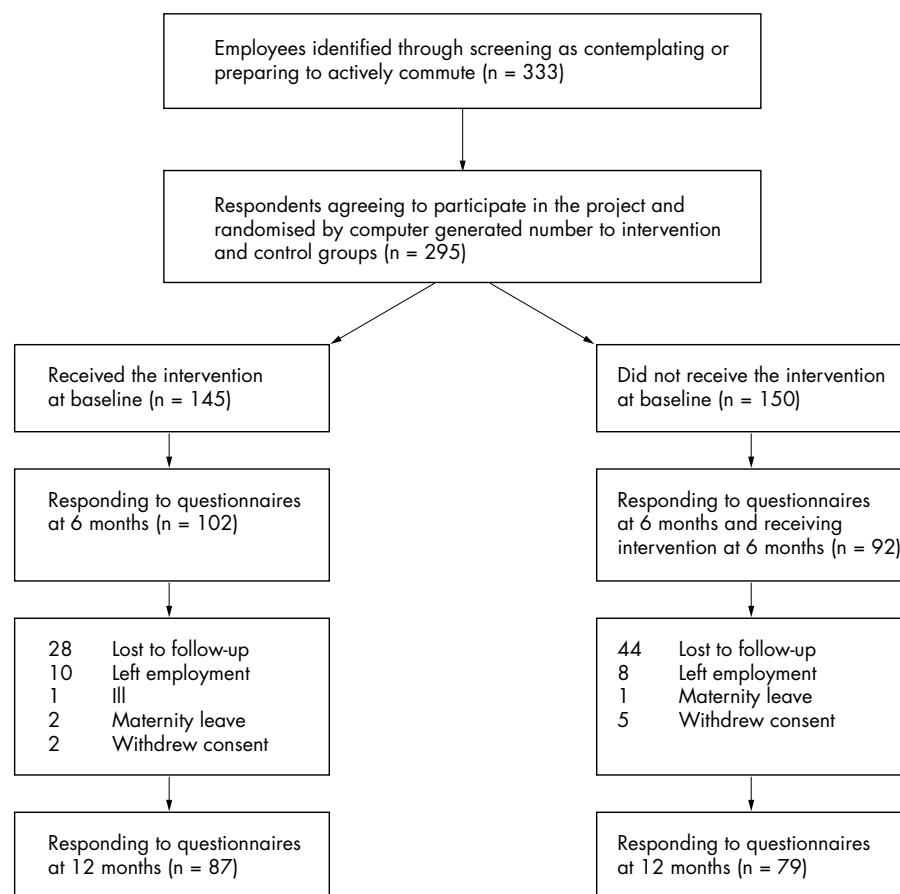 Employees identified through screening as contemplating or
preparing to actively commute (n = 333)
Respondents agreeing to participate in the project and
randomised by computer generated number to intervention
and control groups (n = 295)
Received the intervention
at baseline (n = 145)
Did not receive the intervention
at baseline (n = 150)
Responding to questionnaires
at 6 months (n = 102)
Responding to questionnaires
at 6 months and receiving
intervention at 6 months (n = 92)
28 Lost to follow-up
10 Left employment
1 Ill
2 Maternity leave
2 Withdrew consent
44 Lost to follow-up
8 Left employment
1 Maternity leave
5 Withdrew consent
Responding to questionnaires
at 12 months (n = 87)
Responding to questionnaires
at 12 months (n = 79)